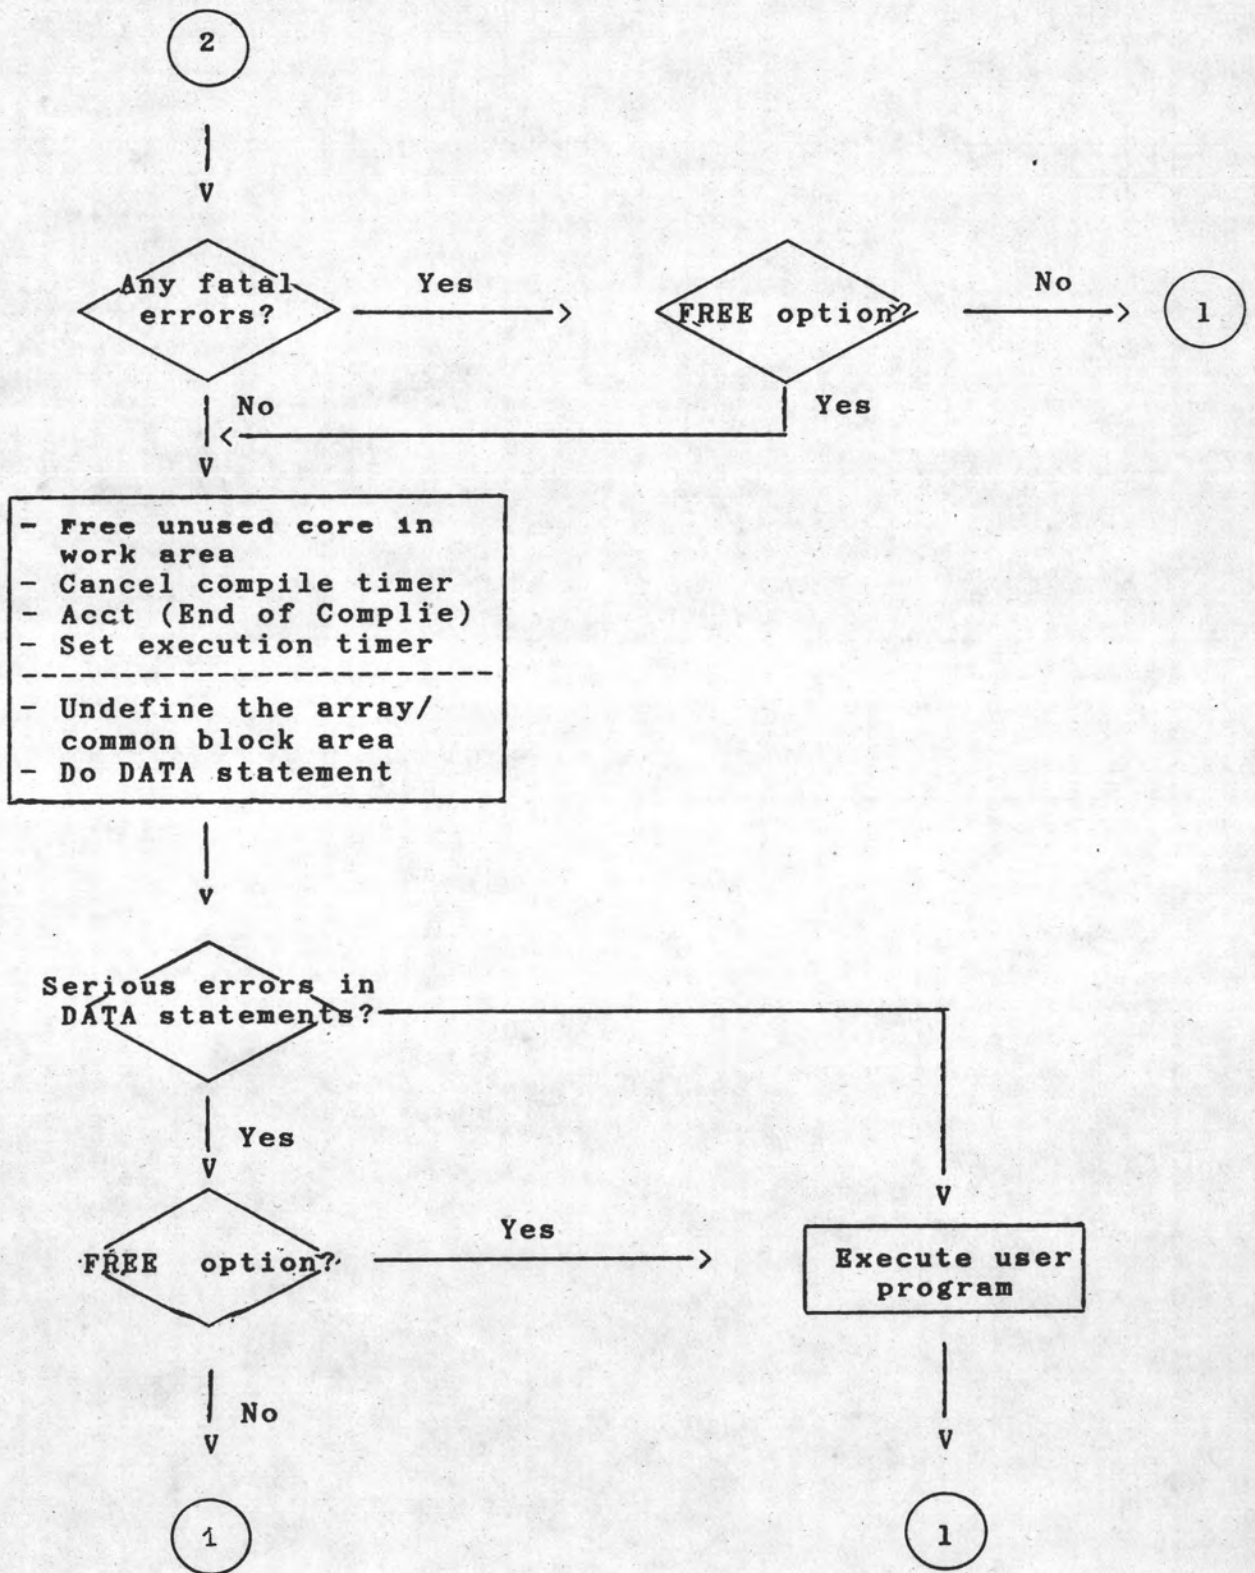 2
V
Any fatal
errors?
Yes
>
FREE option?
No
>
1
No
<
Yes
V
- Free unused core in
work area
- Cancel compile timer
- Acct (End of Complie)
- Set execution timer
--------------------------
- Undefine the array/
common block area
- Do DATA statement
v
Serious errors in
DATA statements?
Yes
V
V
FREE option?
Yes
>
Execute user
program
No
V
V
1
1